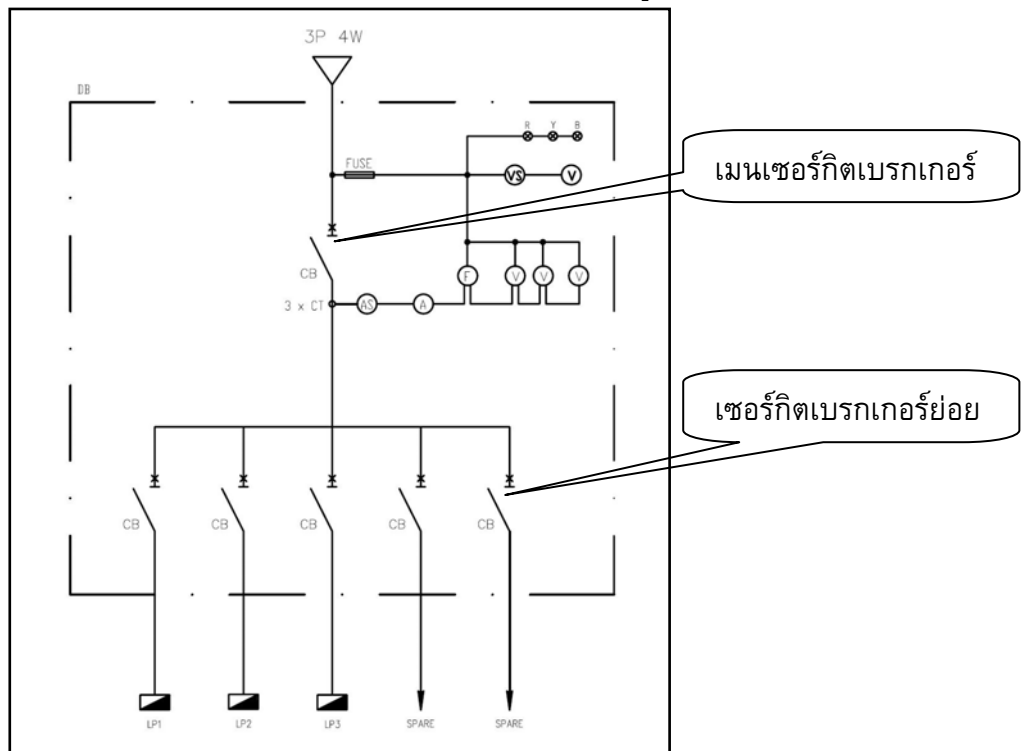 3P 4W
DB
R Y B
FUSE
VS V
เมนเซอร์กิตเบรกเกอร์
CB
F V V V
3 x CT AS A
เซอร์กิตเบรกเกอร์ย่อย
CB CB CB CB CB
LP1 LP2 LP3 SPARE SPARE